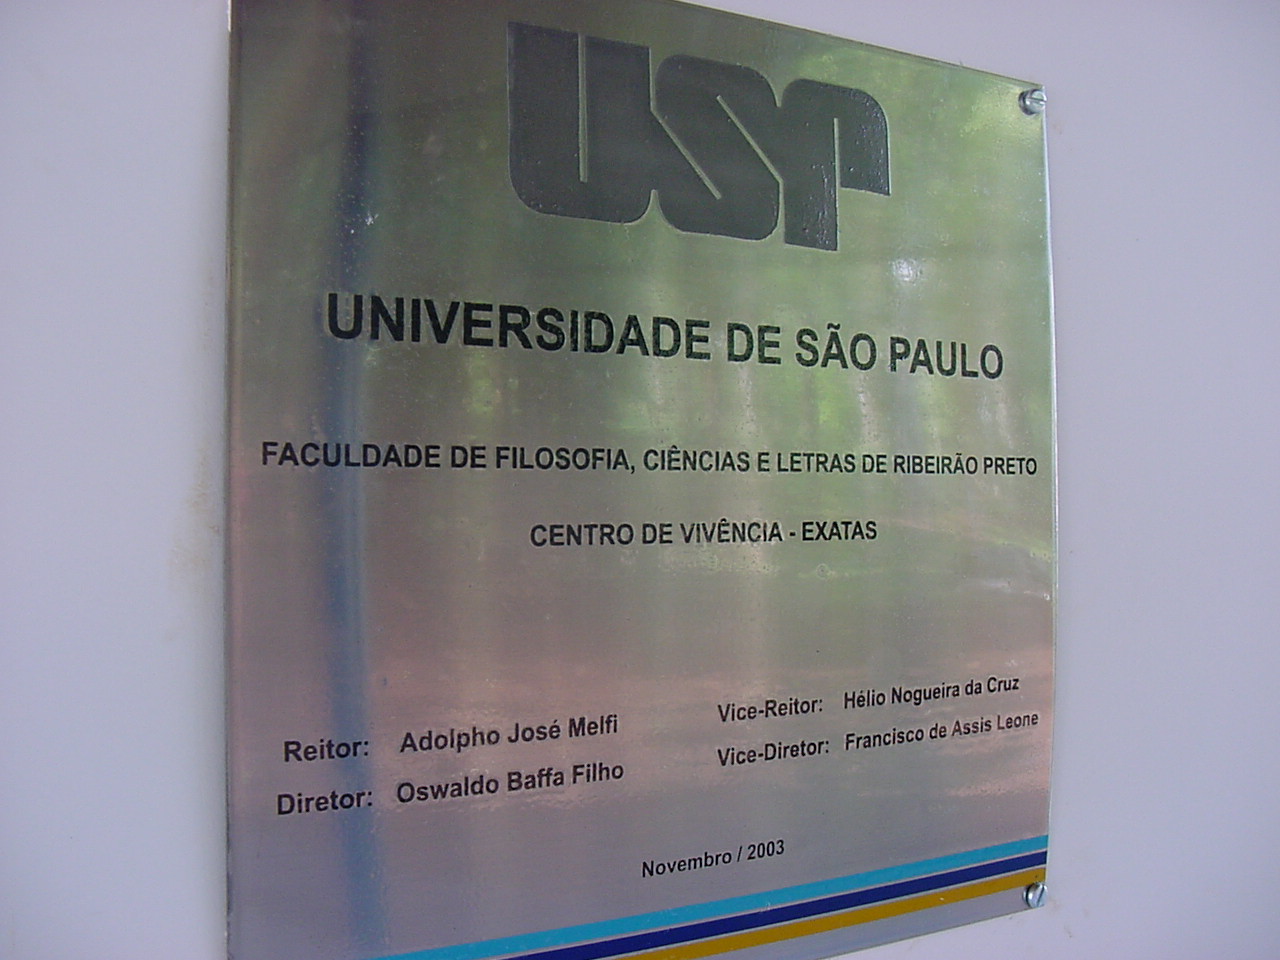 USP
UNIVERSIDADE DE SÃO PAULO
FACULDADE DE FILOSOFIA, CIÊNCIAS E LETRAS DE RIBEIRÃO PRETO
CENTRO DE VIVÊNCIA - EXATAS
Reitor: Adolpho José Melfi Vice-Reitor: Hélio Nogueira da Cruz
Diretor: Oswaldo Baffa Filho Vice-Diretor: Francisco de Assis Leone
Novembro / 2003